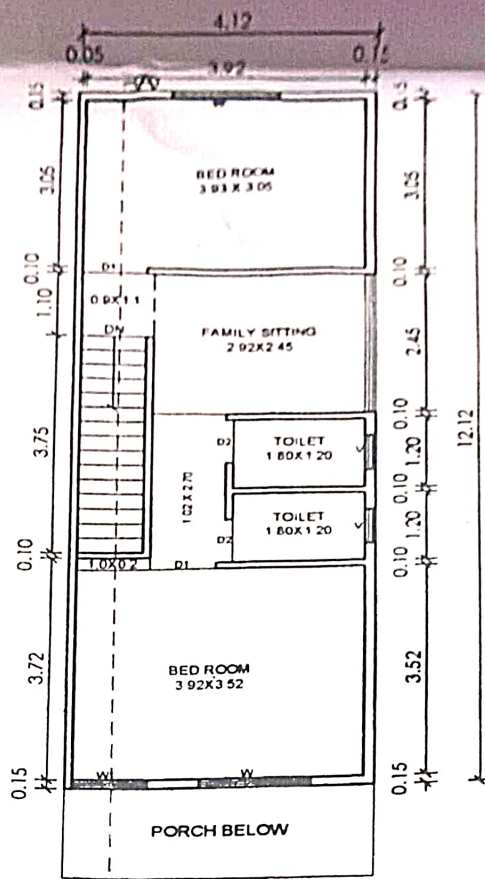 4.12
0.05
0.15
3.92
0.15
3.05
0.10
1.10
3.75
0.10
3.72
0.15
BED ROOM
3.93 X 3.05
D1
0.9X1.1
DN
FAMILY SITTING
2.92X2.45
D2
TOILET
1.80X1.20
1.02 X 2.70
TOILET
1.80X1.20
D2
1.0X0.2
D1
BED ROOM
3.92X3.52
W
W
PORCH BELOW
3.05
0.10
2.45
0.10
1.20
0.10
1.20
0.10
3.52
0.15
12.12